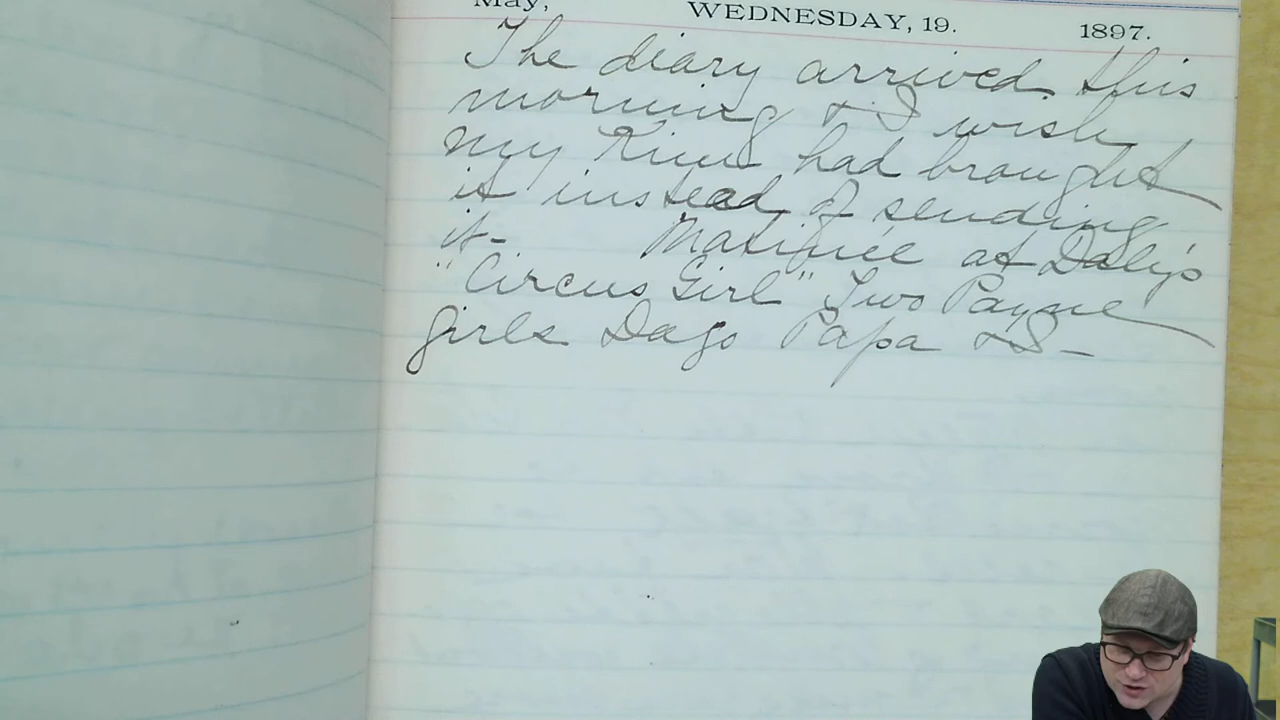 May, WEDNESDAY, 19. 1897.
The diary arrived this
morning & I wish
my had brought
it instead of sending
it- Matinée at Daly's
"Circus Girl" Two Payne
girls Dago Papa & I -